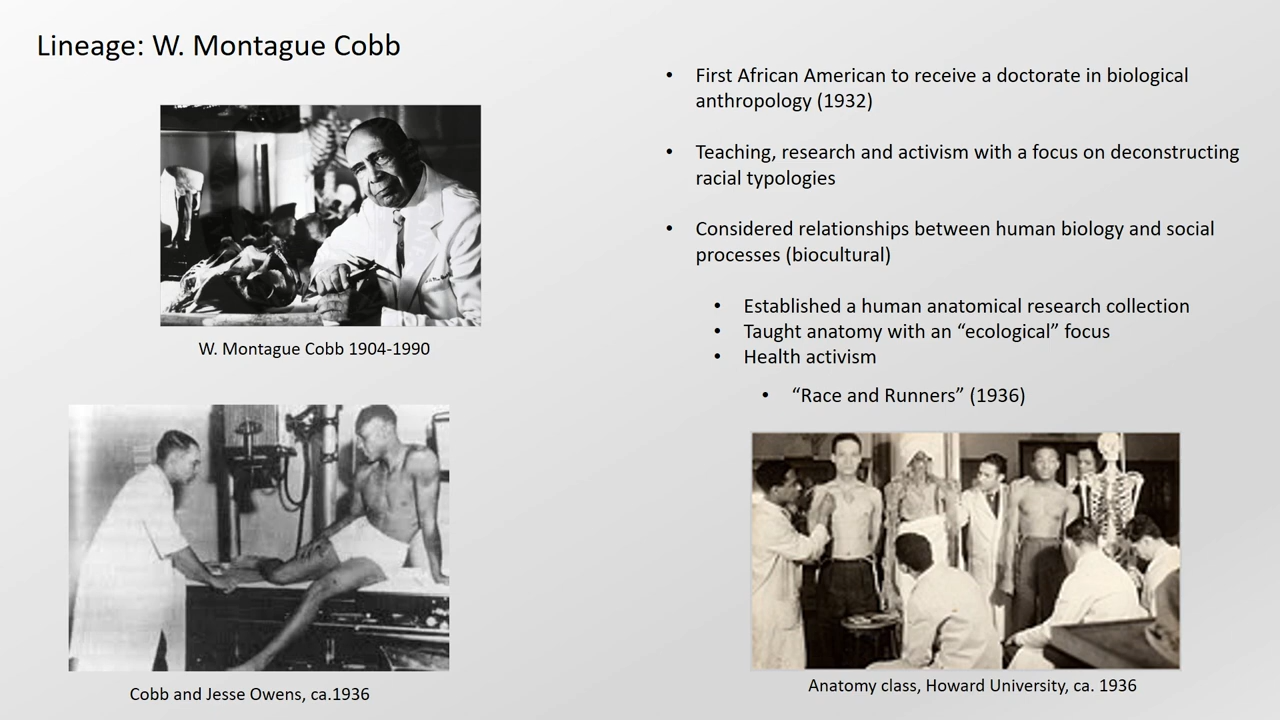 Lineage: W. Montague Cobb
W. Montague Cobb 1904-1990
Cobb and Jesse Owens, ca.1936
• First African American to receive a doctorate in biological
anthropology (1932)
• Teaching, research and activism with a focus on deconstructing
racial typologies
• Considered relationships between human biology and social
processes (biocultural)
• Established a human anatomical research collection
• Taught anatomy with an “ecological” focus
• Health activism
• “Race and Runners” (1936)
Anatomy class, Howard University, ca. 1936